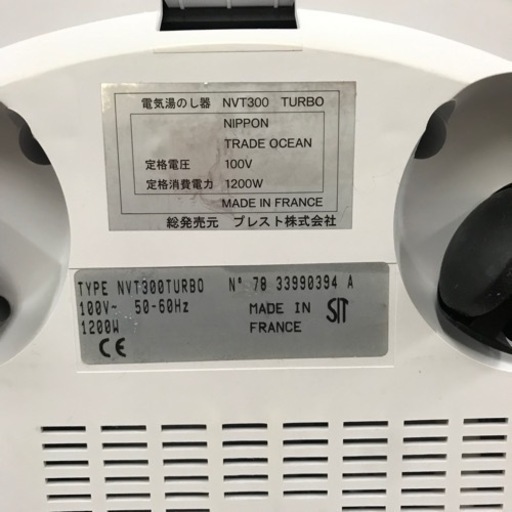 電気湯のし器 NVT300 TURBO
NIPPON
TRADE OCEAN
定格電圧 100V
定格消費電力 1200W
MADE IN FRANCE
総発売元 プレスト株式会社
TYPE NVT300TURBO N° 78 33990394 A
100V~ 50-60Hz MADE IN SIT
1200W FRANCE
CE